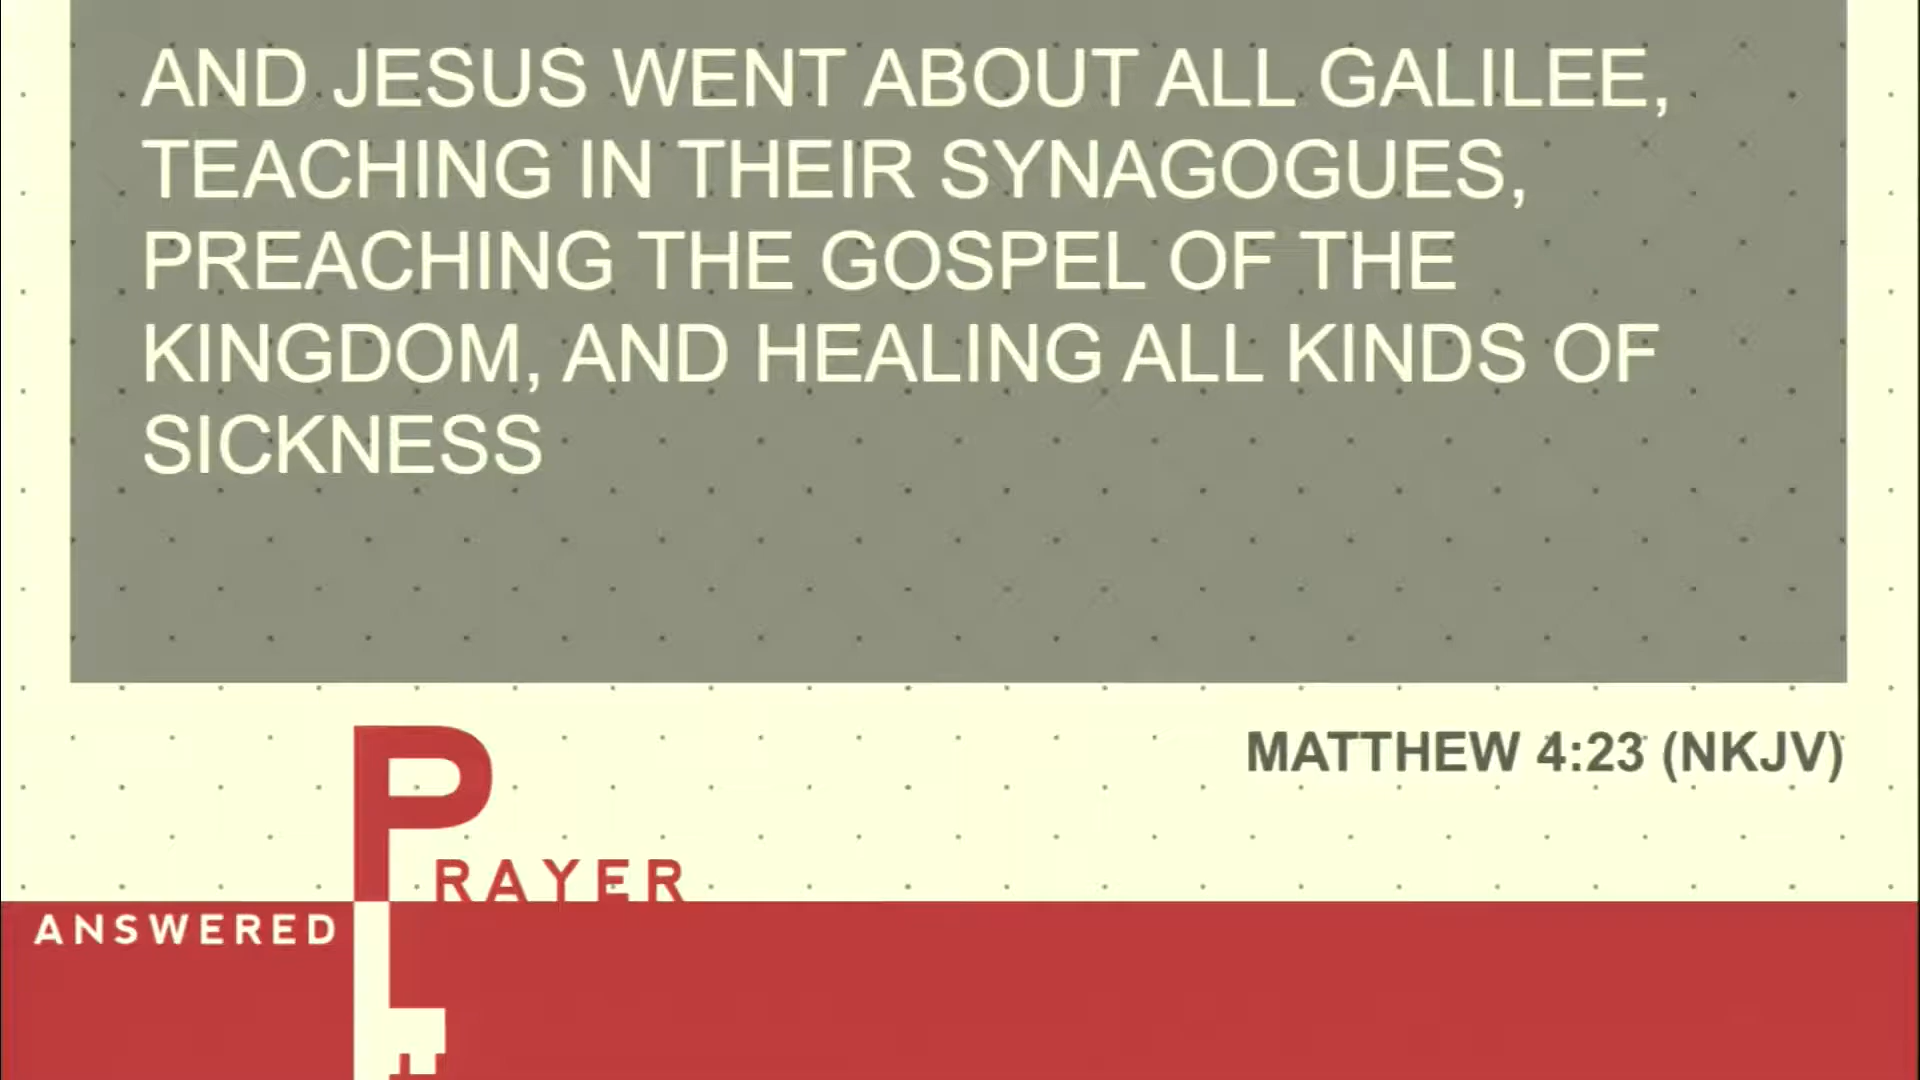 AND JESUS WENT ABOUT ALL GALILEE,
TEACHING IN THEIR SYNAGOGUES,
PREACHING THE GOSPEL OF THE
KINGDOM, AND HEALING ALL KINDS OF
SICKNESS
MATTHEW 4:23 (NKJV)
ANSWERED
PRAYER